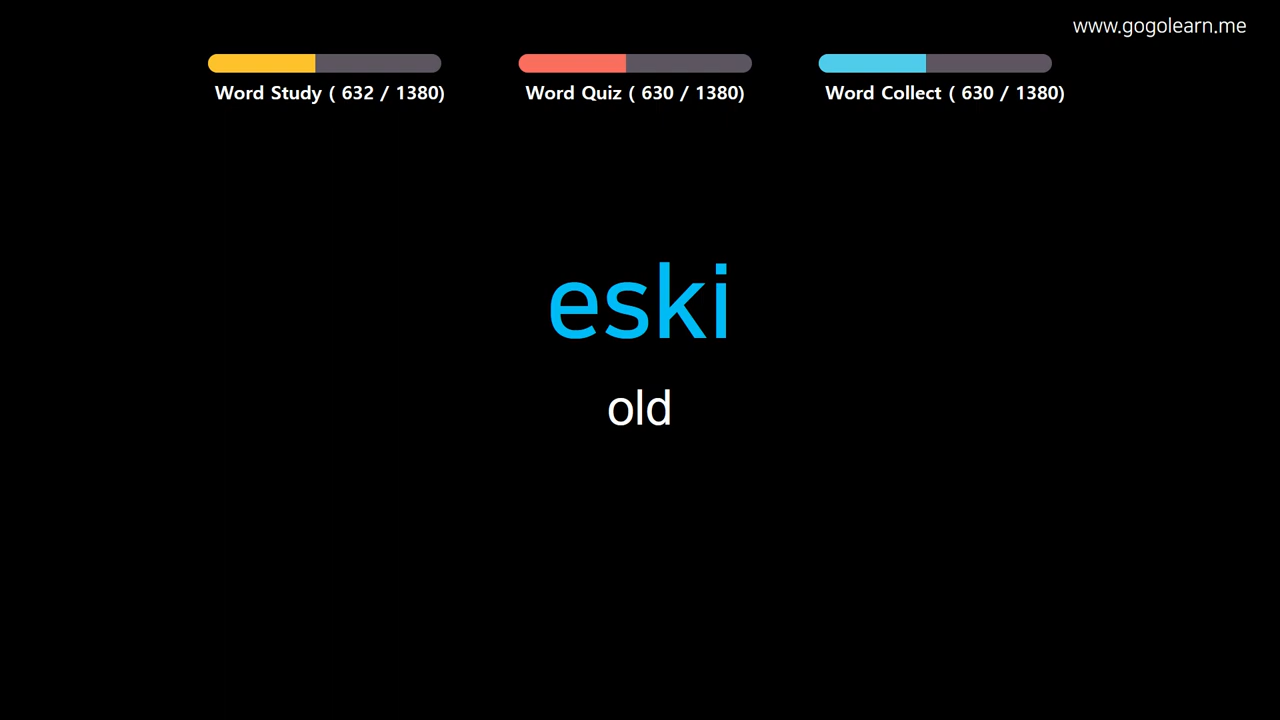 www.gogolearn.me
Word Study ( 632 / 1380)
Word Quiz ( 630 / 1380)
Word Collect ( 630 / 1380)
eski
old